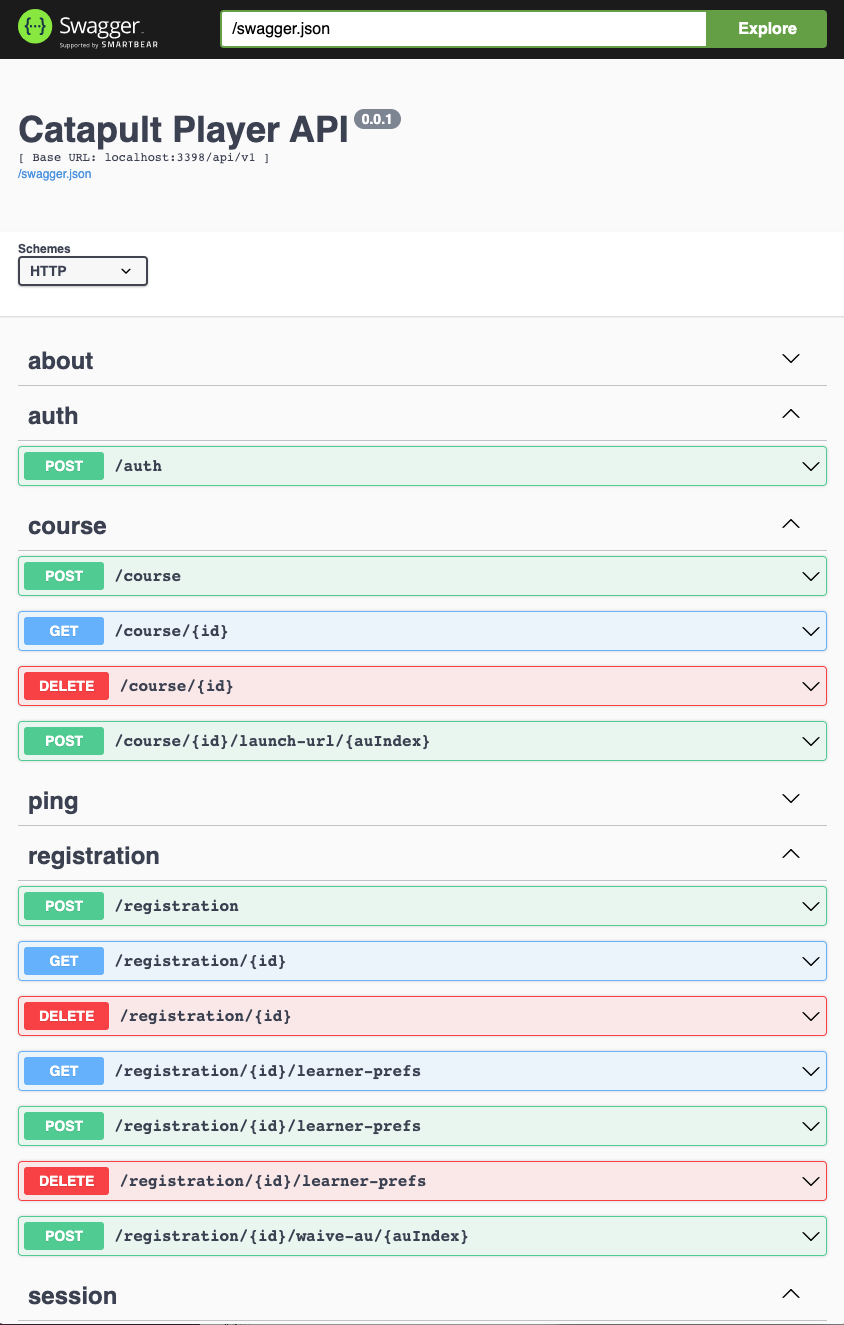 Swagger
Supported by SMARTBEAR
/swagger.json
Explore
Catapult Player API 0.0.1
[ Base URL: localhost:3398/api/v1 ]
/swagger.json
Schemes
HTTP
about
auth
POST /auth
course
POST /course
GET /course/{id}
DELETE /course/{id}
POST /course/{id}/launch-url/{auIndex}
ping
registration
POST /registration
GET /registration/{id}
DELETE /registration/{id}
GET /registration/{id}/learner-prefs
POST /registration/{id}/learner-prefs
DELETE /registration/{id}/learner-prefs
POST /registration/{id}/waive-au/{auIndex}
session